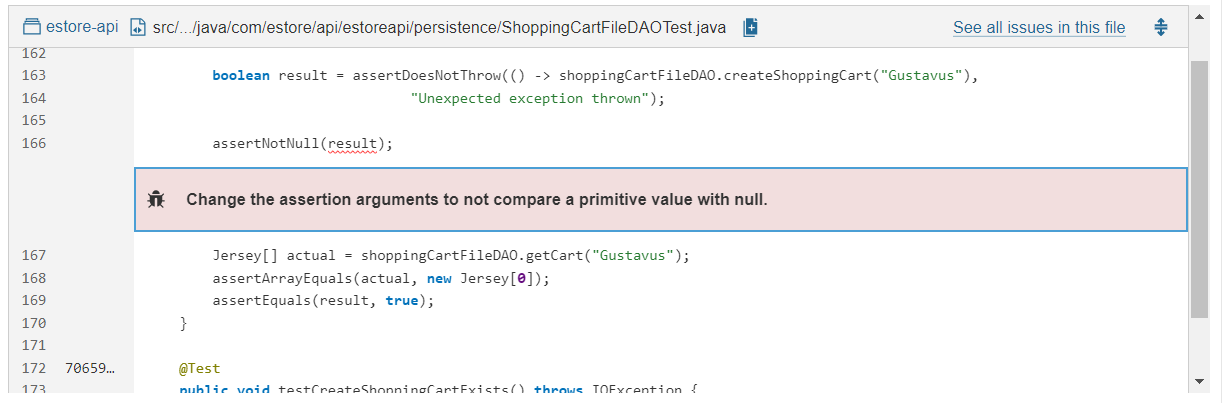 estore-api src/.../java/com/estore/api/estoreapi/persistence/ShoppingCartFileDAOTest.java See all issues in this file
162
163 boolean result = assertDoesNotThrow(() -> shoppingCartFileDAO.createShoppingCart("Gustavus"),
164 "Unexpected exception thrown");
165
166 assertNotNull(result);
Change the assertion arguments to not compare a primitive value with null.
167 Jersey[] actual = shoppingCartFileDAO.getCart("Gustavus");
168 assertArrayEquals(actual, new Jersey[0]);
169 assertEquals(result, true);
170 }
171
172 70659… @Test
173 public void testCreateShoppingCartExists() throws IOException {